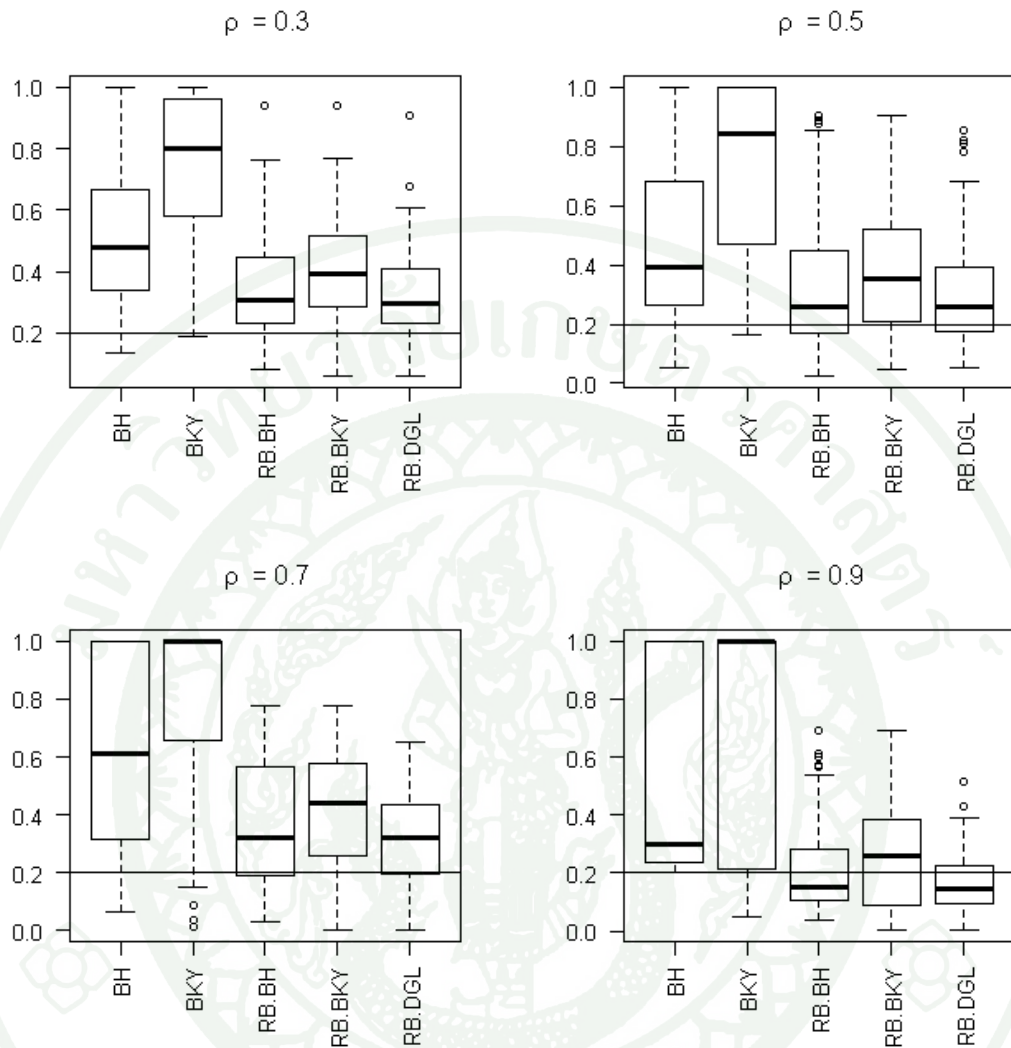 ρ = 0.3
1.0
0.8
0.6
0.4
0.2
BH
BKY
RB.BH
RB.BKY
RB.DGL
ρ = 0.5
1.0
0.8
0.6
0.4
0.2
0.0
BH
BKY
RB.BH
RB.BKY
RB.DGL
ρ = 0.7
1.0
0.8
0.6
0.4
0.2
0.0
BH
BKY
RB.BH
RB.BKY
RB.DGL
ρ = 0.9
1.0
0.8
0.6
0.4
0.2
0.0
BH
BKY
RB.BH
RB.BKY
RB.DGL